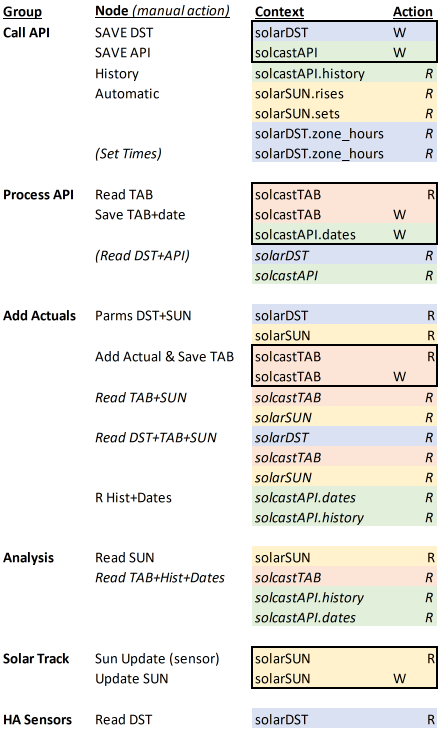 Group Node (manual action) Context Action
Call API SAVE DST solarDST W
SAVE API solcastAPI W
History solcastAPI.history R
Automatic solarSUN.rises R
solarSUN.sets R
solarDST.zone_hours R
(Set Times) solarDST.zone_hours R
Process API Read TAB solcastTAB R
Save TAB+date solcastTAB W
solcastAPI.dates W
(Read DST+API) solarDST R
solcastAPI R
Add Actuals Parms DST+SUN solarDST R
solarSUN R
Add Actual & Save TAB solcastTAB R
solcastTAB W
Read TAB+SUN solcastTAB R
solarSUN R
Read DST+TAB+SUN solarDST R
solcastTAB R
solarSUN R
R Hist+Dates solcastAPI.dates R
solcastAPI.history R
Analysis Read SUN solarSUN R
Read TAB+Hist+Dates solcastTAB R
solcastAPI.history R
solcastAPI.dates R
Solar Track Sun Update (sensor) solarSUN R
Update SUN solarSUN W
HA Sensors Read DST solarDST R